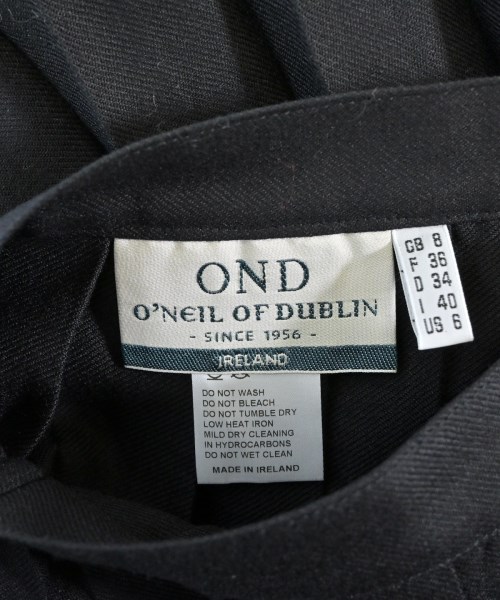 OND
O'NEIL OF DUBLIN
- SINCE 1956 -
IRELAND
GB 8
F 36
D 34
I 40
US 6
DO NOT WASH
DO NOT BLEACH
DO NOT TUMBLE DRY
LOW HEAT IRON
MILD DRY CLEANING
IN HYDROCARBONS
DO NOT WET CLEAN
MADE IN IRELAND